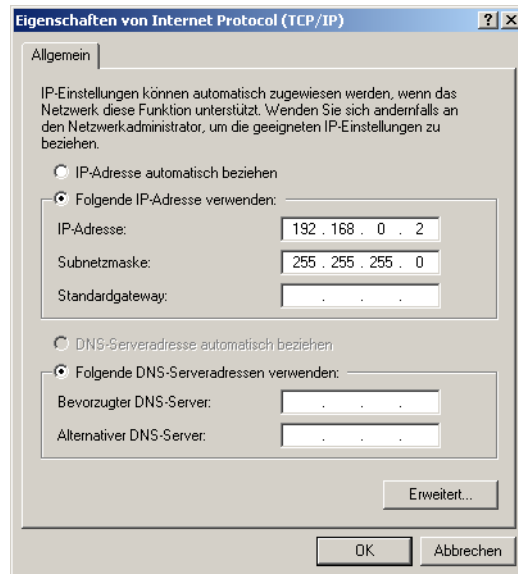 Eigenschaften von Internet Protocol (TCP/IP)
Allgemein
IP-Einstellungen können automatisch zugewiesen werden, wenn das
Netzwerk diese Funktion unterstützt. Wenden Sie sich andernfalls an
den Netzwerkadministrator, um die geeigneten IP-Einstellungen zu
beziehen.
IP-Adresse automatisch beziehen
Folgende IP-Adresse verwenden:
IP-Adresse: 192 . 168 . 0 . 2
Subnetzmaske: 255 . 255 . 255 . 0
Standardgateway: . . .
DNS-Serveradresse automatisch beziehen
Folgende DNS-Serveradressen verwenden:
Bevorzugter DNS-Server: . . .
Alternativer DNS-Server: . . .
Erweitert...
OK Abbrechen